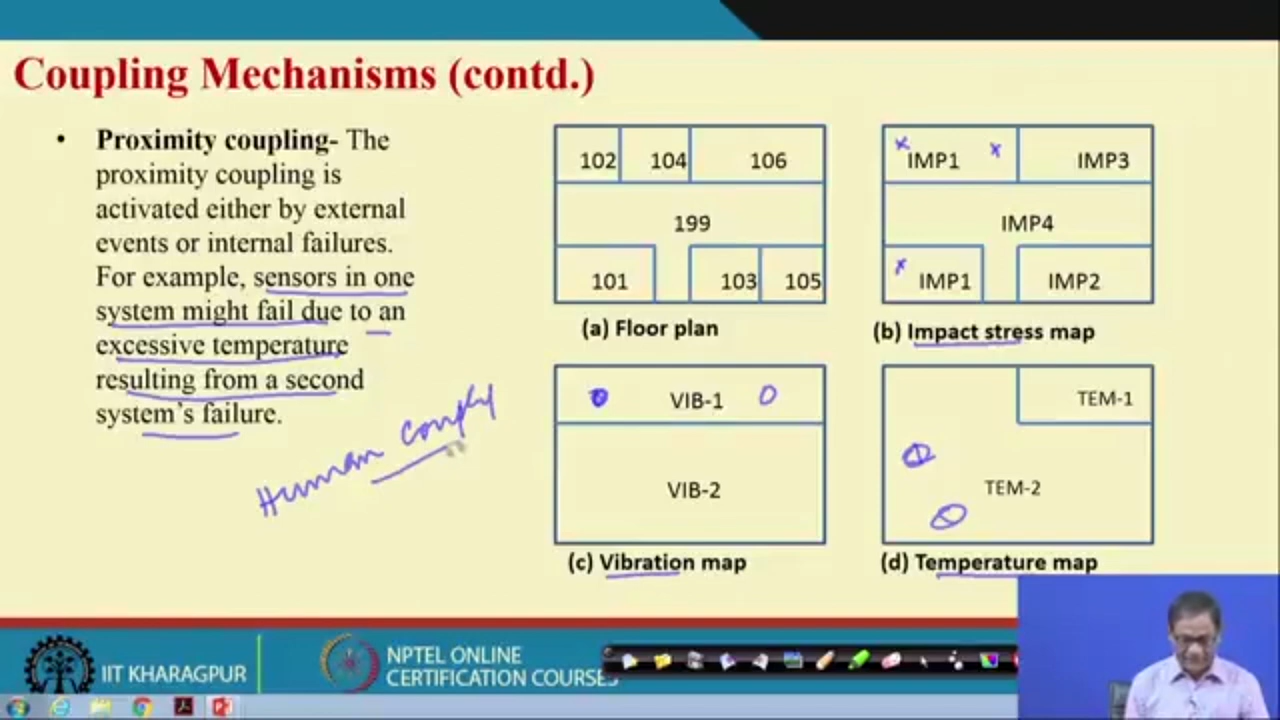 Coupling Mechanisms (contd.)
• Proximity coupling- The
proximity coupling is
activated either by external
events or internal failures.
For example, sensors in one
system might fail due to an
excessive temperature
resulting from a second
system's failure.
Human
102 104 106
199
101 103 105
(a) Floor plan
IMP1 IMP3
IMP4
IMP1 IMP2
(b) Impact stress map
VIB-1
VIB-2
(c) Vibration map
TEM-1
TEM-2
(d) Temperature map
IIT KHARAGPUR
NPTEL ONLINE
CERTIFICATION COURSES